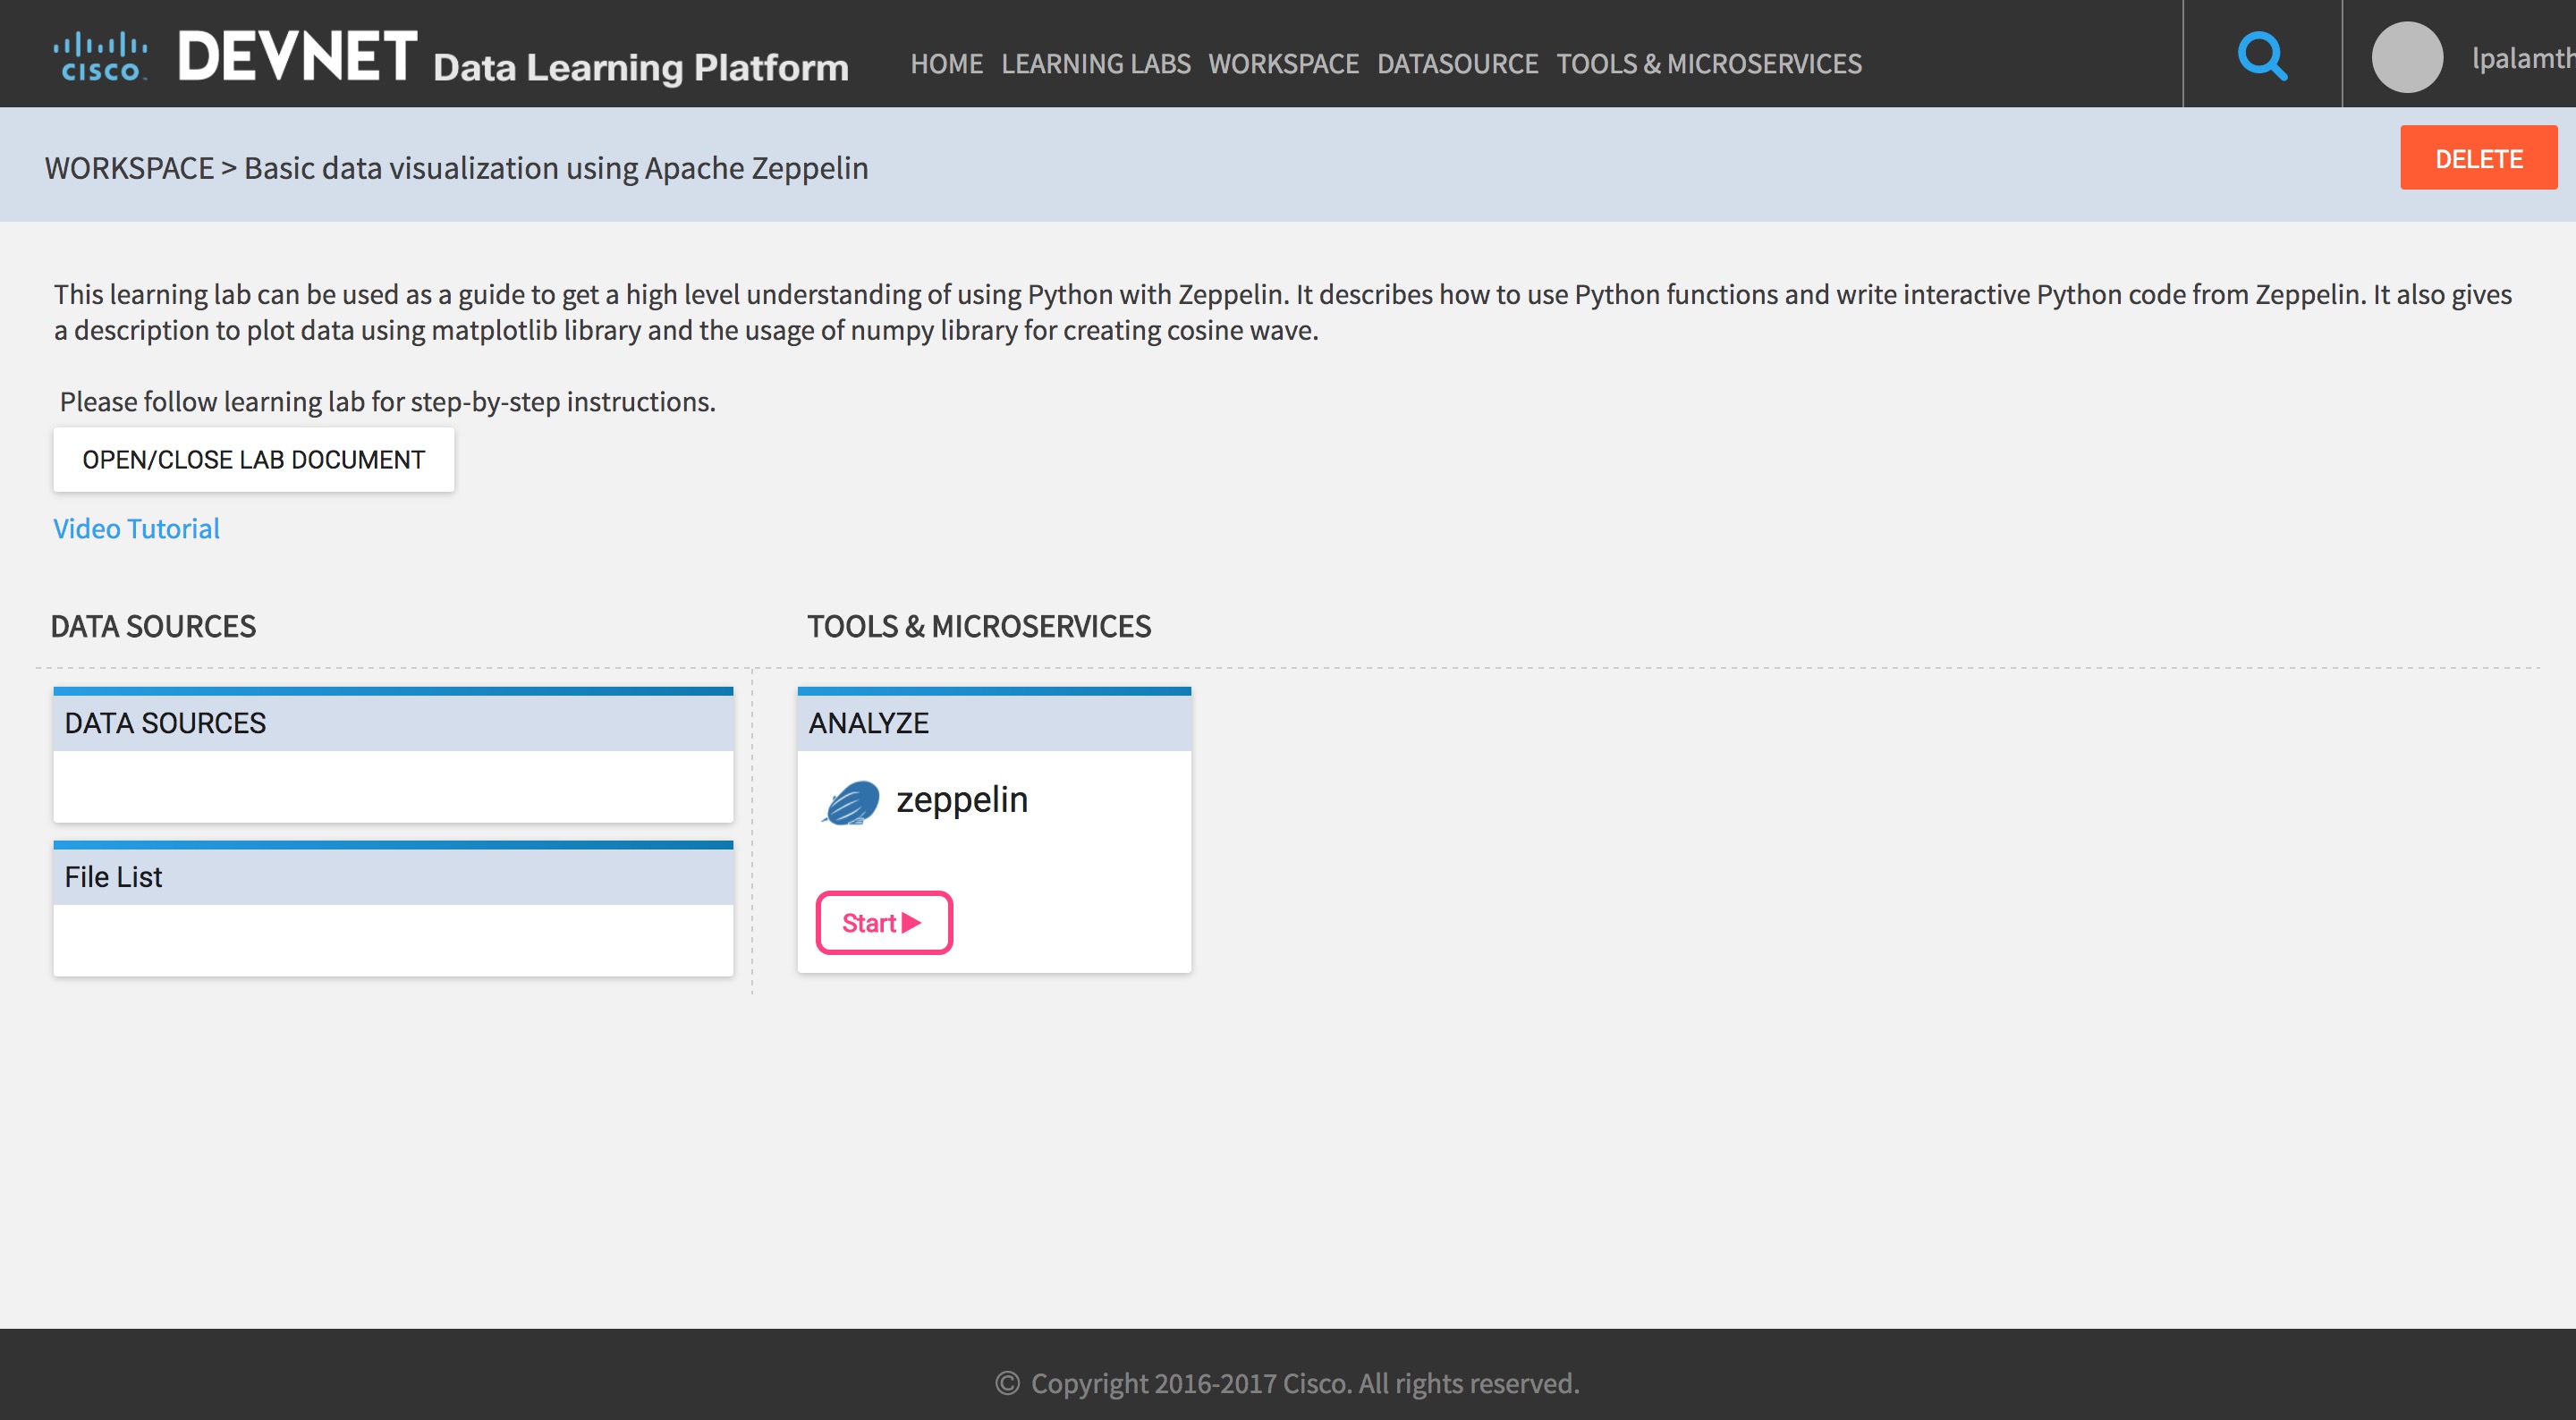 CISCO DEVNET Data Learning Platform HOME LEARNING LABS WORKSPACE DATASOURCE TOOLS & MICROSERVICES lpalamth
WORKSPACE > Basic data visualization using Apache Zeppelin DELETE
This learning lab can be used as a guide to get a high level understanding of using Python with Zeppelin. It describes how to use Python functions and write interactive Python code from Zeppelin. It also gives
a description to plot data using matplotlib library and the usage of numpy library for creating cosine wave.
Please follow learning lab for step-by-step instructions.
OPEN/CLOSE LAB DOCUMENT
Video Tutorial
DATA SOURCES
TOOLS & MICROSERVICES
DATA SOURCES
File List
ANALYZE
zeppelin
Start
© Copyright 2016-2017 Cisco. All rights reserved.